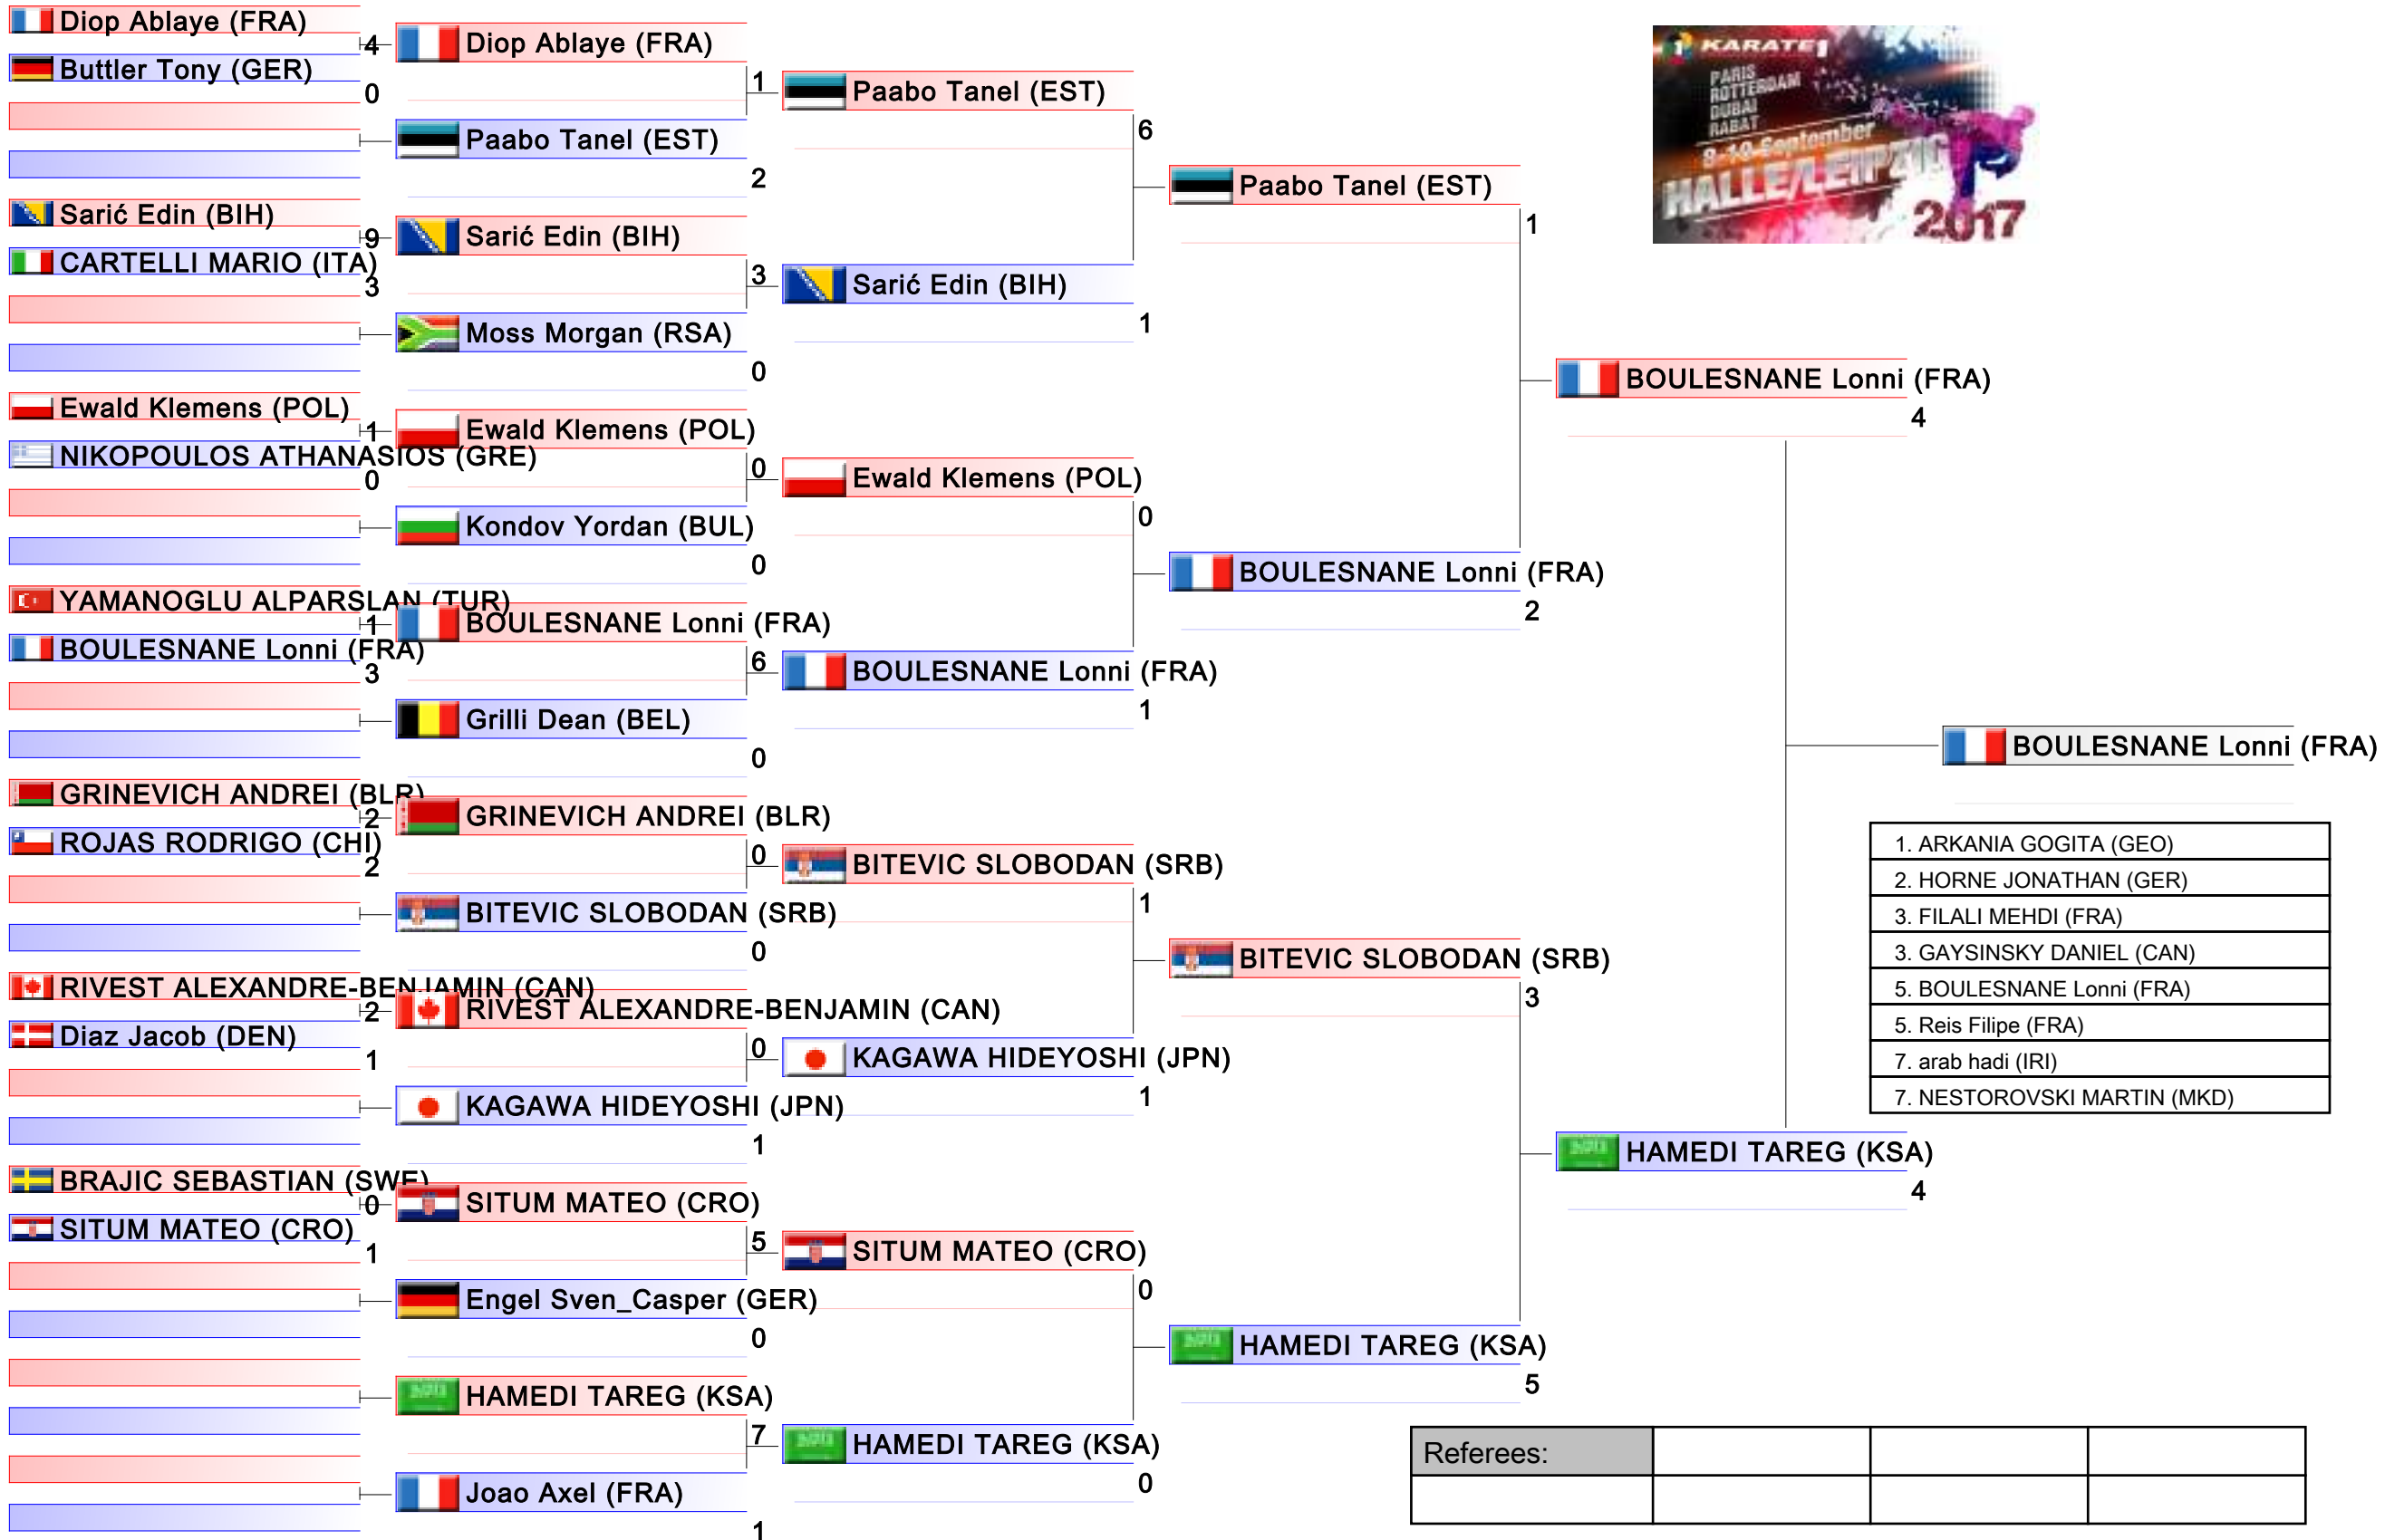 Diop Ablaye (FRA)
4
Buttler Tony (GER)
0
Sarić Edin (BIH)
9
CARTELLI MARIO (ITA)
3
Ewald Klemens (POL)
1
NIKOPOULOS ATHANASIOS (GRE)
0
YAMANOGLU ALPARSLAN (TUR)
1
BOULESNANE Lonni (FRA)
3
GRINEVICH ANDREI (BLR)
2
ROJAS RODRIGO (CHI)
2
RIVEST ALEXANDRE-BENJAMIN (CAN)
2
Diaz Jacob (DEN)
1
BRAJIC SEBASTIAN (SWE)
0
SITUM MATEO (CRO)
1
Diop Ablaye (FRA)
1
Paabo Tanel (EST)
2
Sarić Edin (BIH)
3
Moss Morgan (RSA)
0
Ewald Klemens (POL)
0
Kondov Yordan (BUL)
0
BOULESNANE Lonni (FRA)
6
Grilli Dean (BEL)
0
GRINEVICH ANDREI (BLR)
0
BITEVIC SLOBODAN (SRB)
0
RIVEST ALEXANDRE-BENJAMIN (CAN)
0
KAGAWA HIDEYOSHI (JPN)
1
SITUM MATEO (CRO)
5
Engel Sven_Casper (GER)
0
HAMEDI TAREG (KSA)
7
Joao Axel (FRA)
1
Paabo Tanel (EST)
6
Sarić Edin (BIH)
1
Ewald Klemens (POL)
0
BOULESNANE Lonni (FRA)
1
BITEVIC SLOBODAN (SRB)
1
KAGAWA HIDEYOSHI (JPN)
1
SITUM MATEO (CRO)
0
HAMEDI TAREG (KSA)
0
Paabo Tanel (EST)
1
BOULESNANE Lonni (FRA)
2
BITEVIC SLOBODAN (SRB)
3
HAMEDI TAREG (KSA)
5
BOULESNANE Lonni (FRA)
4
HAMEDI TAREG (KSA)
4
BOULESNANE Lonni (FRA)
KARATE1
PARIS
ROTTERDAM
DUBAI
RABAT
9-10 September
HALLE/LEIPZIG
2017
1. ARKANIA GOGITA (GEO)
2. HORNE JONATHAN (GER)
3. FILALI MEHDI (FRA)
3. GAYSINSKY DANIEL (CAN)
5. BOULESNANE Lonni (FRA)
5. Reis Filipe (FRA)
7. arab hadi (IRI)
7. NESTOROVSKI MARTIN (MKD)
Referees: